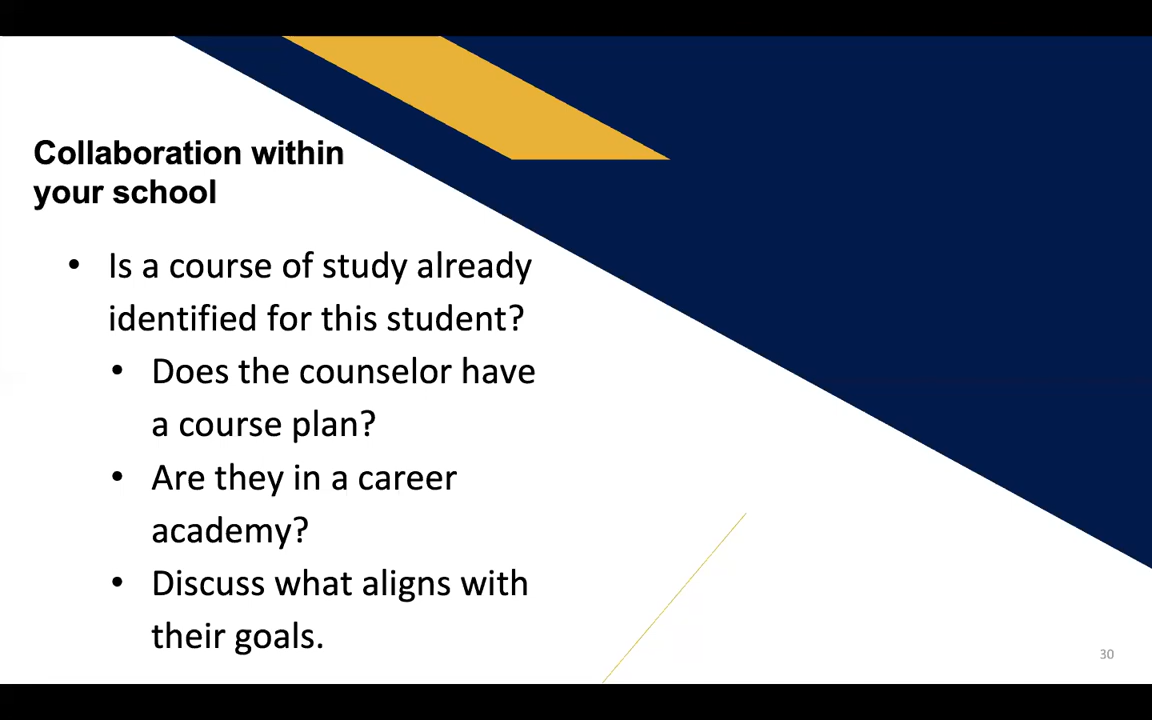 Collaboration within
your school
• Is a course of study already
identified for this student?
• Does the counselor have
a course plan?
• Are they in a career
academy?
• Discuss what aligns with
their goals.
30